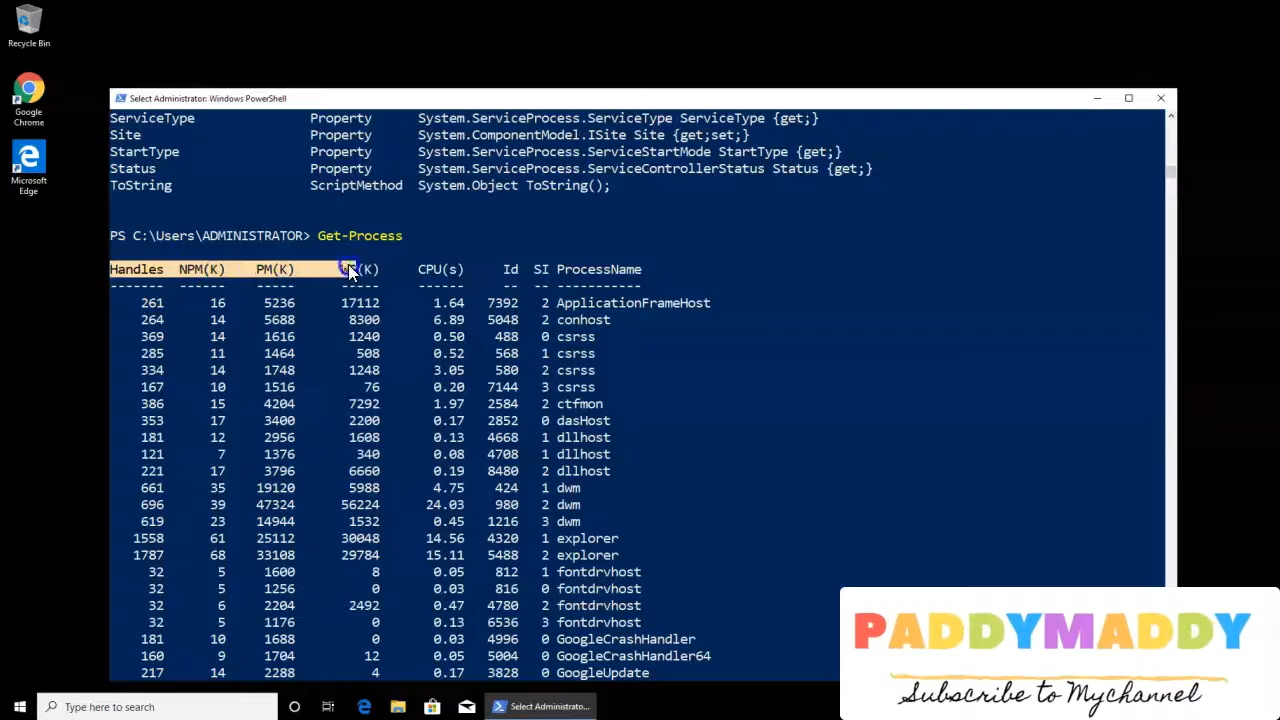 Recycle Bin
Google
Chrome
Microsoft
Edge
Select Administrator: Windows PowerShell
ServiceType Property System.ServiceProcess.ServiceType ServiceType {get;}
Site Property System.ComponentModel.ISite Site {get;set;}
StartType Property System.ServiceProcess.ServiceStartMode StartType {get;}
Status Property System.ServiceProcess.ServiceControllerStatus Status {get;}
ToString ScriptMethod System.Object ToString();
PS C:\Users\ADMINISTRATOR> Get-Process
Handles NPM(K) PM(K) (K) CPU(s) Id SI ProcessName
------- ------ ----- ----- ------ -- -- -----------
261 16 5236 17112 1.64 7392 2 ApplicationFrameHost
264 14 5688 8300 6.89 5048 2 conhost
369 14 1616 1240 0.50 488 0 csrss
285 11 1464 508 0.52 568 1 csrss
334 14 1748 1248 3.05 580 2 csrss
167 10 1516 76 0.20 7144 3 csrss
386 15 4204 7292 1.97 2584 2 ctfmon
353 17 3400 2200 0.17 2852 0 dasHost
181 12 2956 1608 0.13 4668 1 dllhost
121 7 1376 340 0.08 4708 1 dllhost
221 17 3796 6660 0.19 8480 2 dllhost
661 35 19120 5988 4.75 424 1 dwm
696 39 47324 56224 24.03 980 2 dwm
619 23 14944 1532 0.45 1216 3 dwm
1558 61 25112 30048 14.56 4320 1 explorer
1787 68 33108 29784 15.11 5488 2 explorer
32 5 1600 8 0.05 812 1 fontdrvhost
32 5 1256 0 0.03 816 0 fontdrvhost
32 6 2204 2492 0.47 4780 2 fontdrvhost
32 5 1176 0 0.13 6536 3 fontdrvhost
181 10 1688 0 0.03 4996 0 GoogleCrashHandler
160 9 1704 12 0.05 5004 0 GoogleCrashHandler64
217 14 2288 4 0.17 3828 0 GoogleUpdate
PADDYMADDY
Subscribe to Mychannel
Type here to search
Select Administrato...